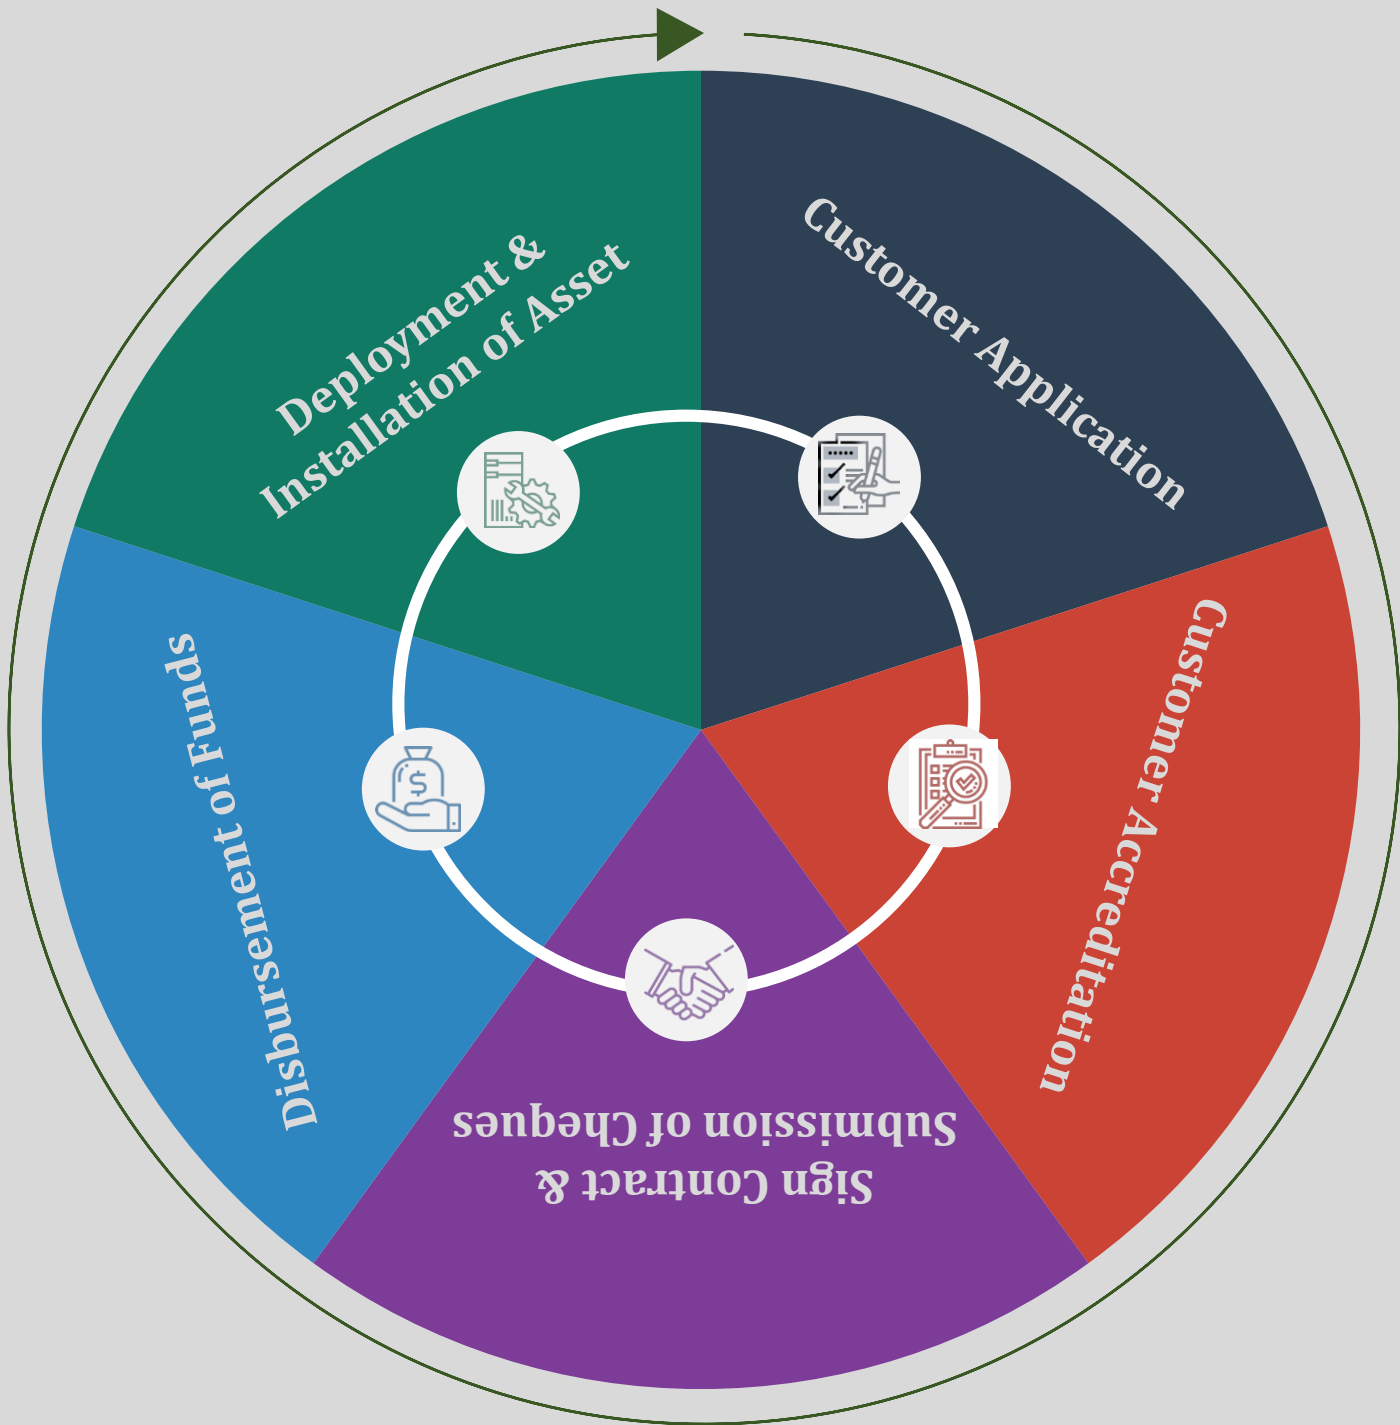 Customer Application
Customer Accreditation
Sign Contract &
Submission of Cheques
Disbursement of Funds
Deployment &
Installation of Asset